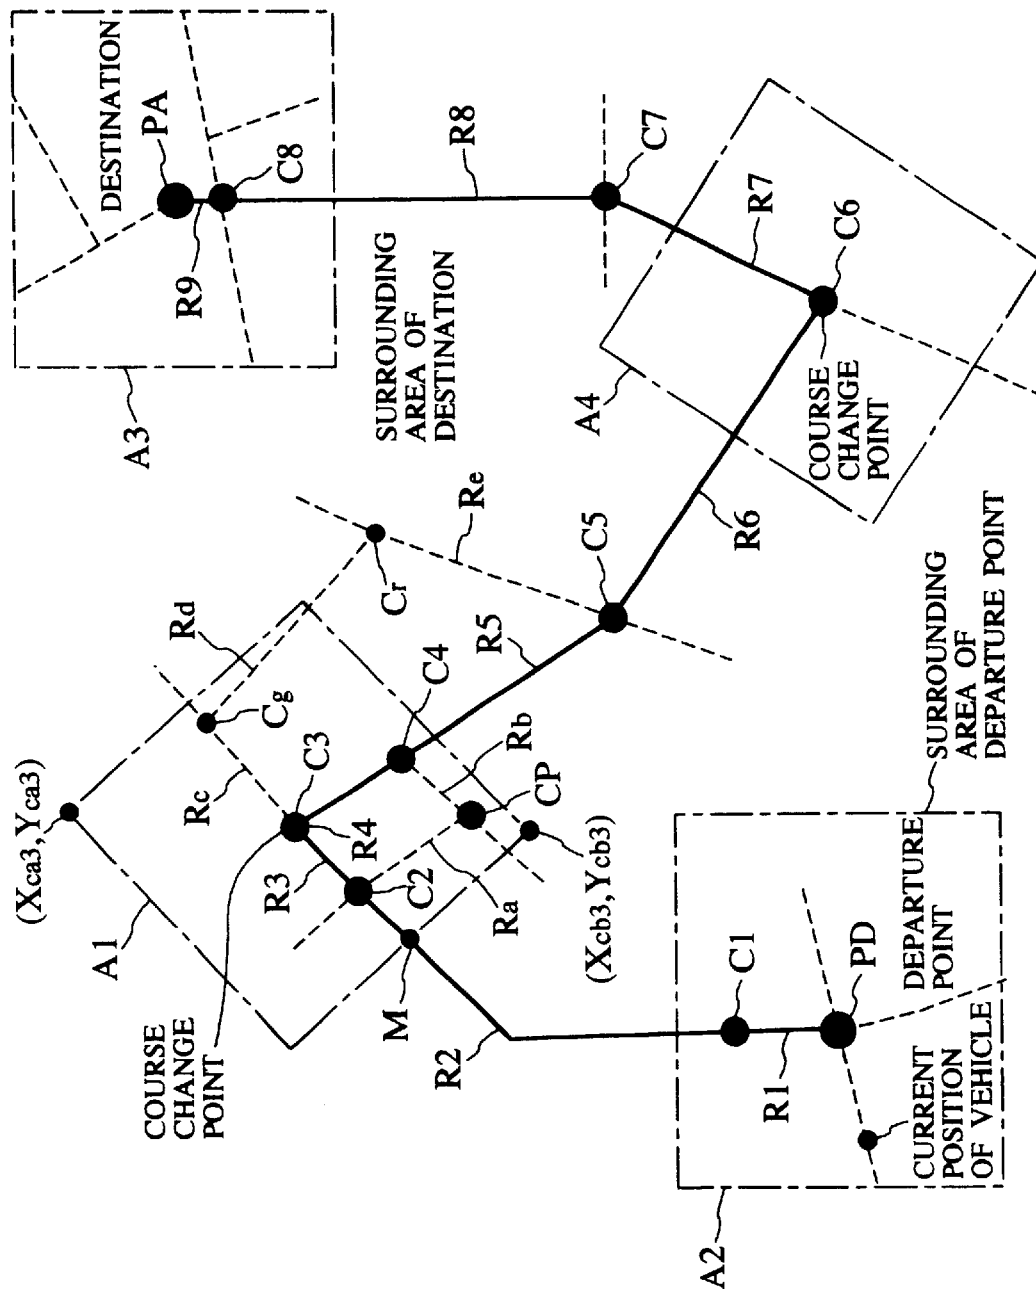 (Xca3,Yca3)
A1
Rc
Rd
Cg
Cr
Re
COURSE
CHANGE
POINT
R3
R4
C3
C4
R5
C5
M
C2
Ra
CP
Rb
(Xcb3,Ycb3)
R2
A3
DESTINATION
PA
R9
C8
SURROUNDING
AREA OF
DESTINATION
R8
C7
A4
R7
C6
R6
COURSE
CHANGE
POINT
A2
C1
R1
PD
CURRENT
POSITION
OF VEHICLE
DEPARTURE
POINT
SURROUNDING
AREA OF
DEPARTURE POINT